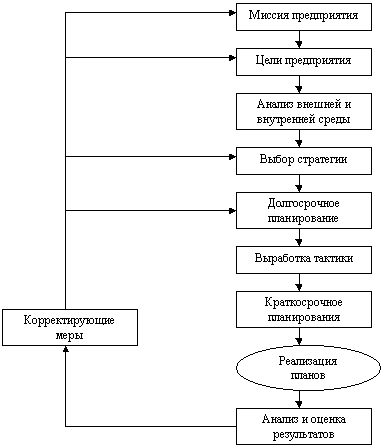 Миссия предприятия
Цели предприятия
Анализ внешней и
внутренней среды
Выбор стратегии
Долгосрочное
планирование
Выработка тактики
Краткосрочное
планирования
Корректирующие
меры
Реализация
планов
Анализ и оценка
результатов